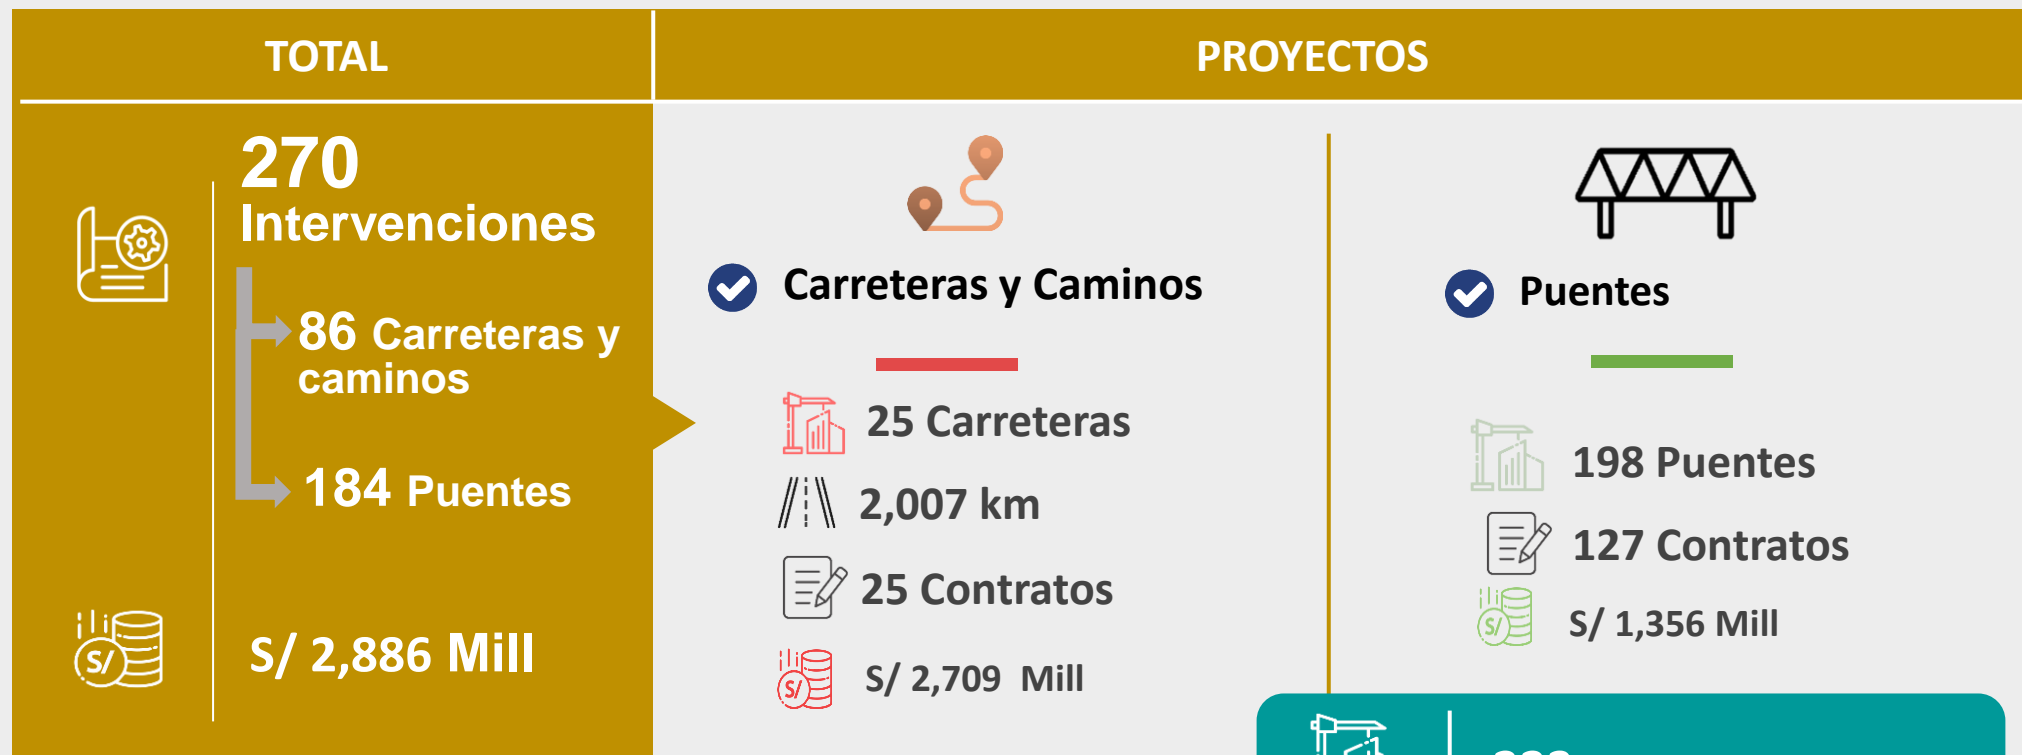 TOTAL
PROYECTOS
270
Intervenciones
86 Carreteras y
caminos
184 Puentes
S/
S/ 2,886 Mill
Carreteras y Caminos
25 Carreteras
2,007 km
25 Contratos
S/
S/ 2,709 Mill
Puentes
198 Puentes
127 Contratos
S/
S/ 1,356 Mill